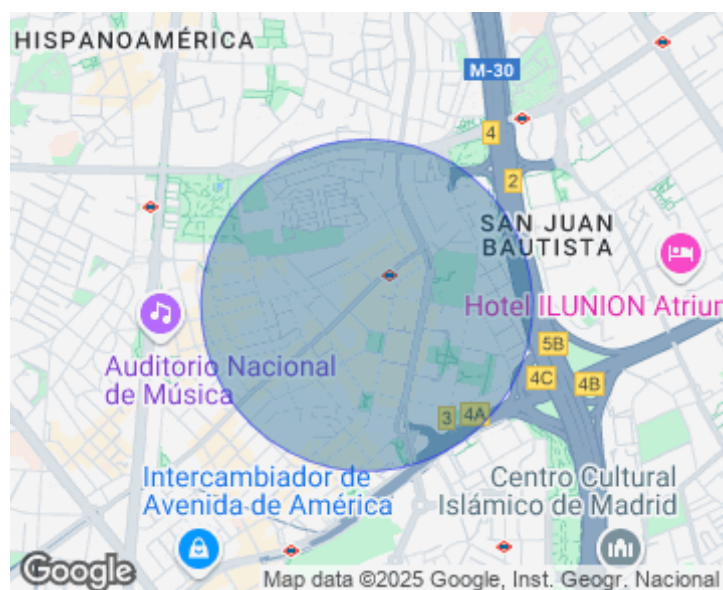 HISPANOAMÉRICA
M-30
4
2
SAN JUAN
BAUTISTA
Hotel ILUNION Atriu
Auditorio Nacional
de Música
5B
4C
4B
3
4A
Intercambiador de
Avenida de América
Centro Cultural
Islámico de Madrid
Google
Map data ©2025 Google, Inst. Geogr. Nacional